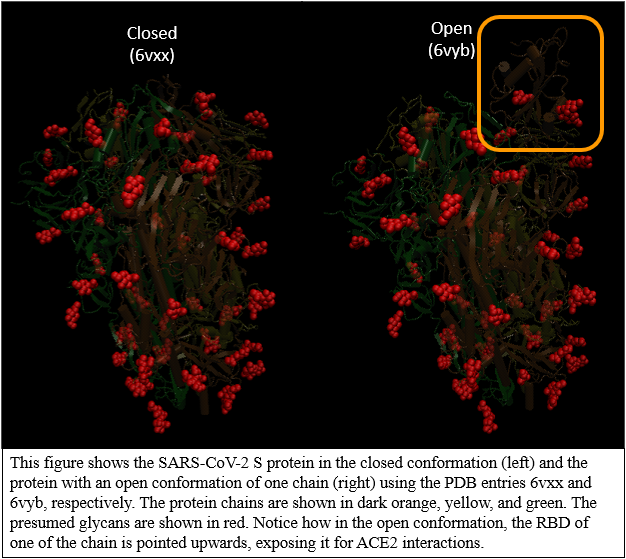 Closed
(6vxx)
Open
(6vyb)
This figure shows the SARS-CoV-2 S protein in the closed conformation (left) and the
protein with an open conformation of one chain (right) using the PDB entries 6vxx and
6vyb, respectively. The protein chains are shown in dark orange, yellow, and green. The
presumed glycans are shown in red. Notice how in the open conformation, the RBD of
one of the chain is pointed upwards, exposing it for ACE2 interactions.